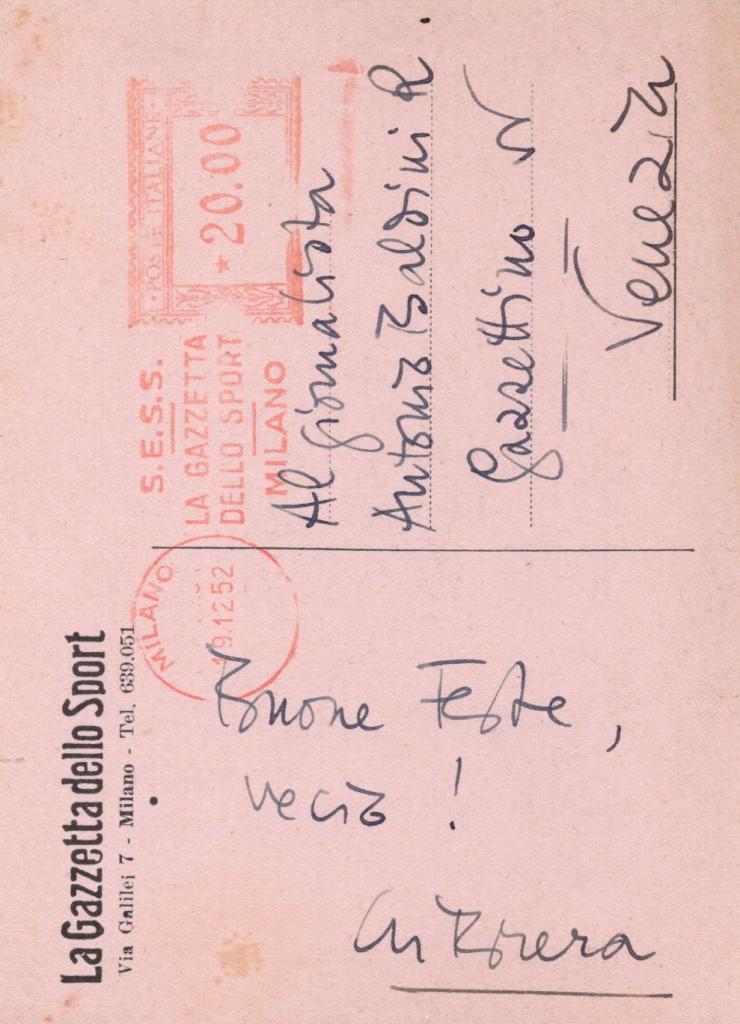 La Gazzetta dello Sport
Via Galilei 7 - Milano - Tel. 639.051
MILANO
19.12.52
S.E.S.S.
LA GAZZETTA
DELLO SPORT
MILANO
POSTE ITALIANE
★ 20.00
Buone Feste,
vecio!
Brera
Al giornalista
Antonio Baldini R.
Gazzettino
Venezia